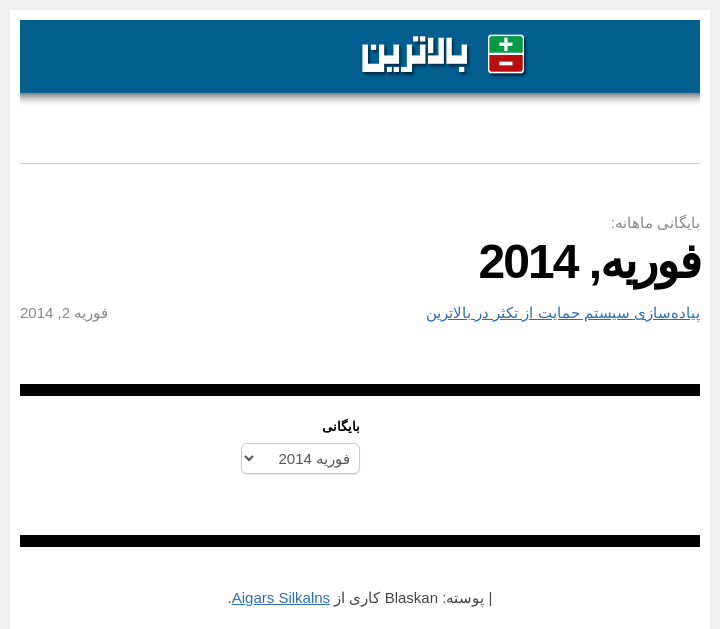 بالاترین
بایگانی ماهانه:
فوریه, 2014
پیاده‌سازی سیستم حمایت از تکثر در بالاترین
فوریه 2, 2014
بایگانی
فوریه 2014
| پوسته: Blaskan کاری از Aigars Silkalns.